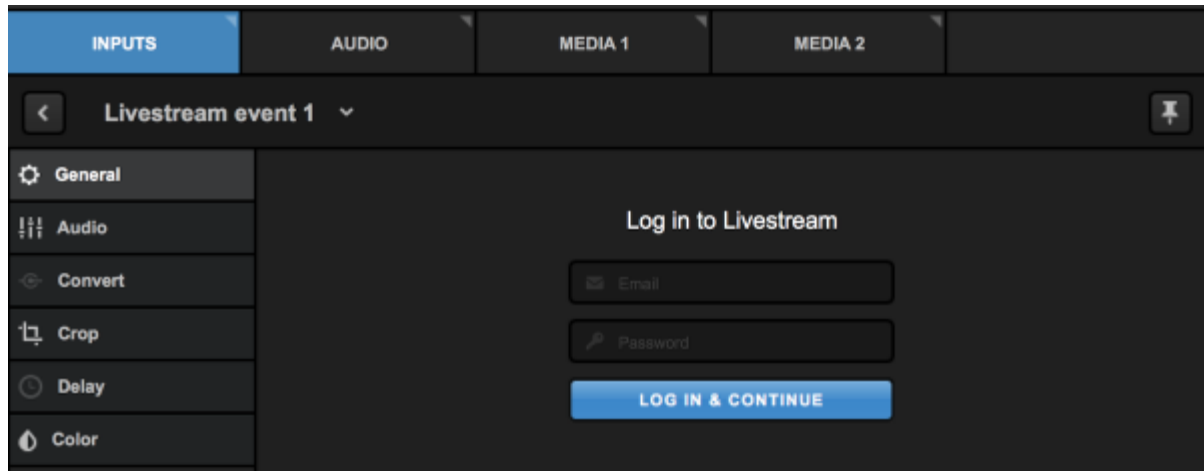 INPUTS AUDIO MEDIA 1 MEDIA 2
Livestream event 1
General
Audio
Convert
Crop
Delay
Color
Log in to Livestream
Email
Password
LOG IN & CONTINUE